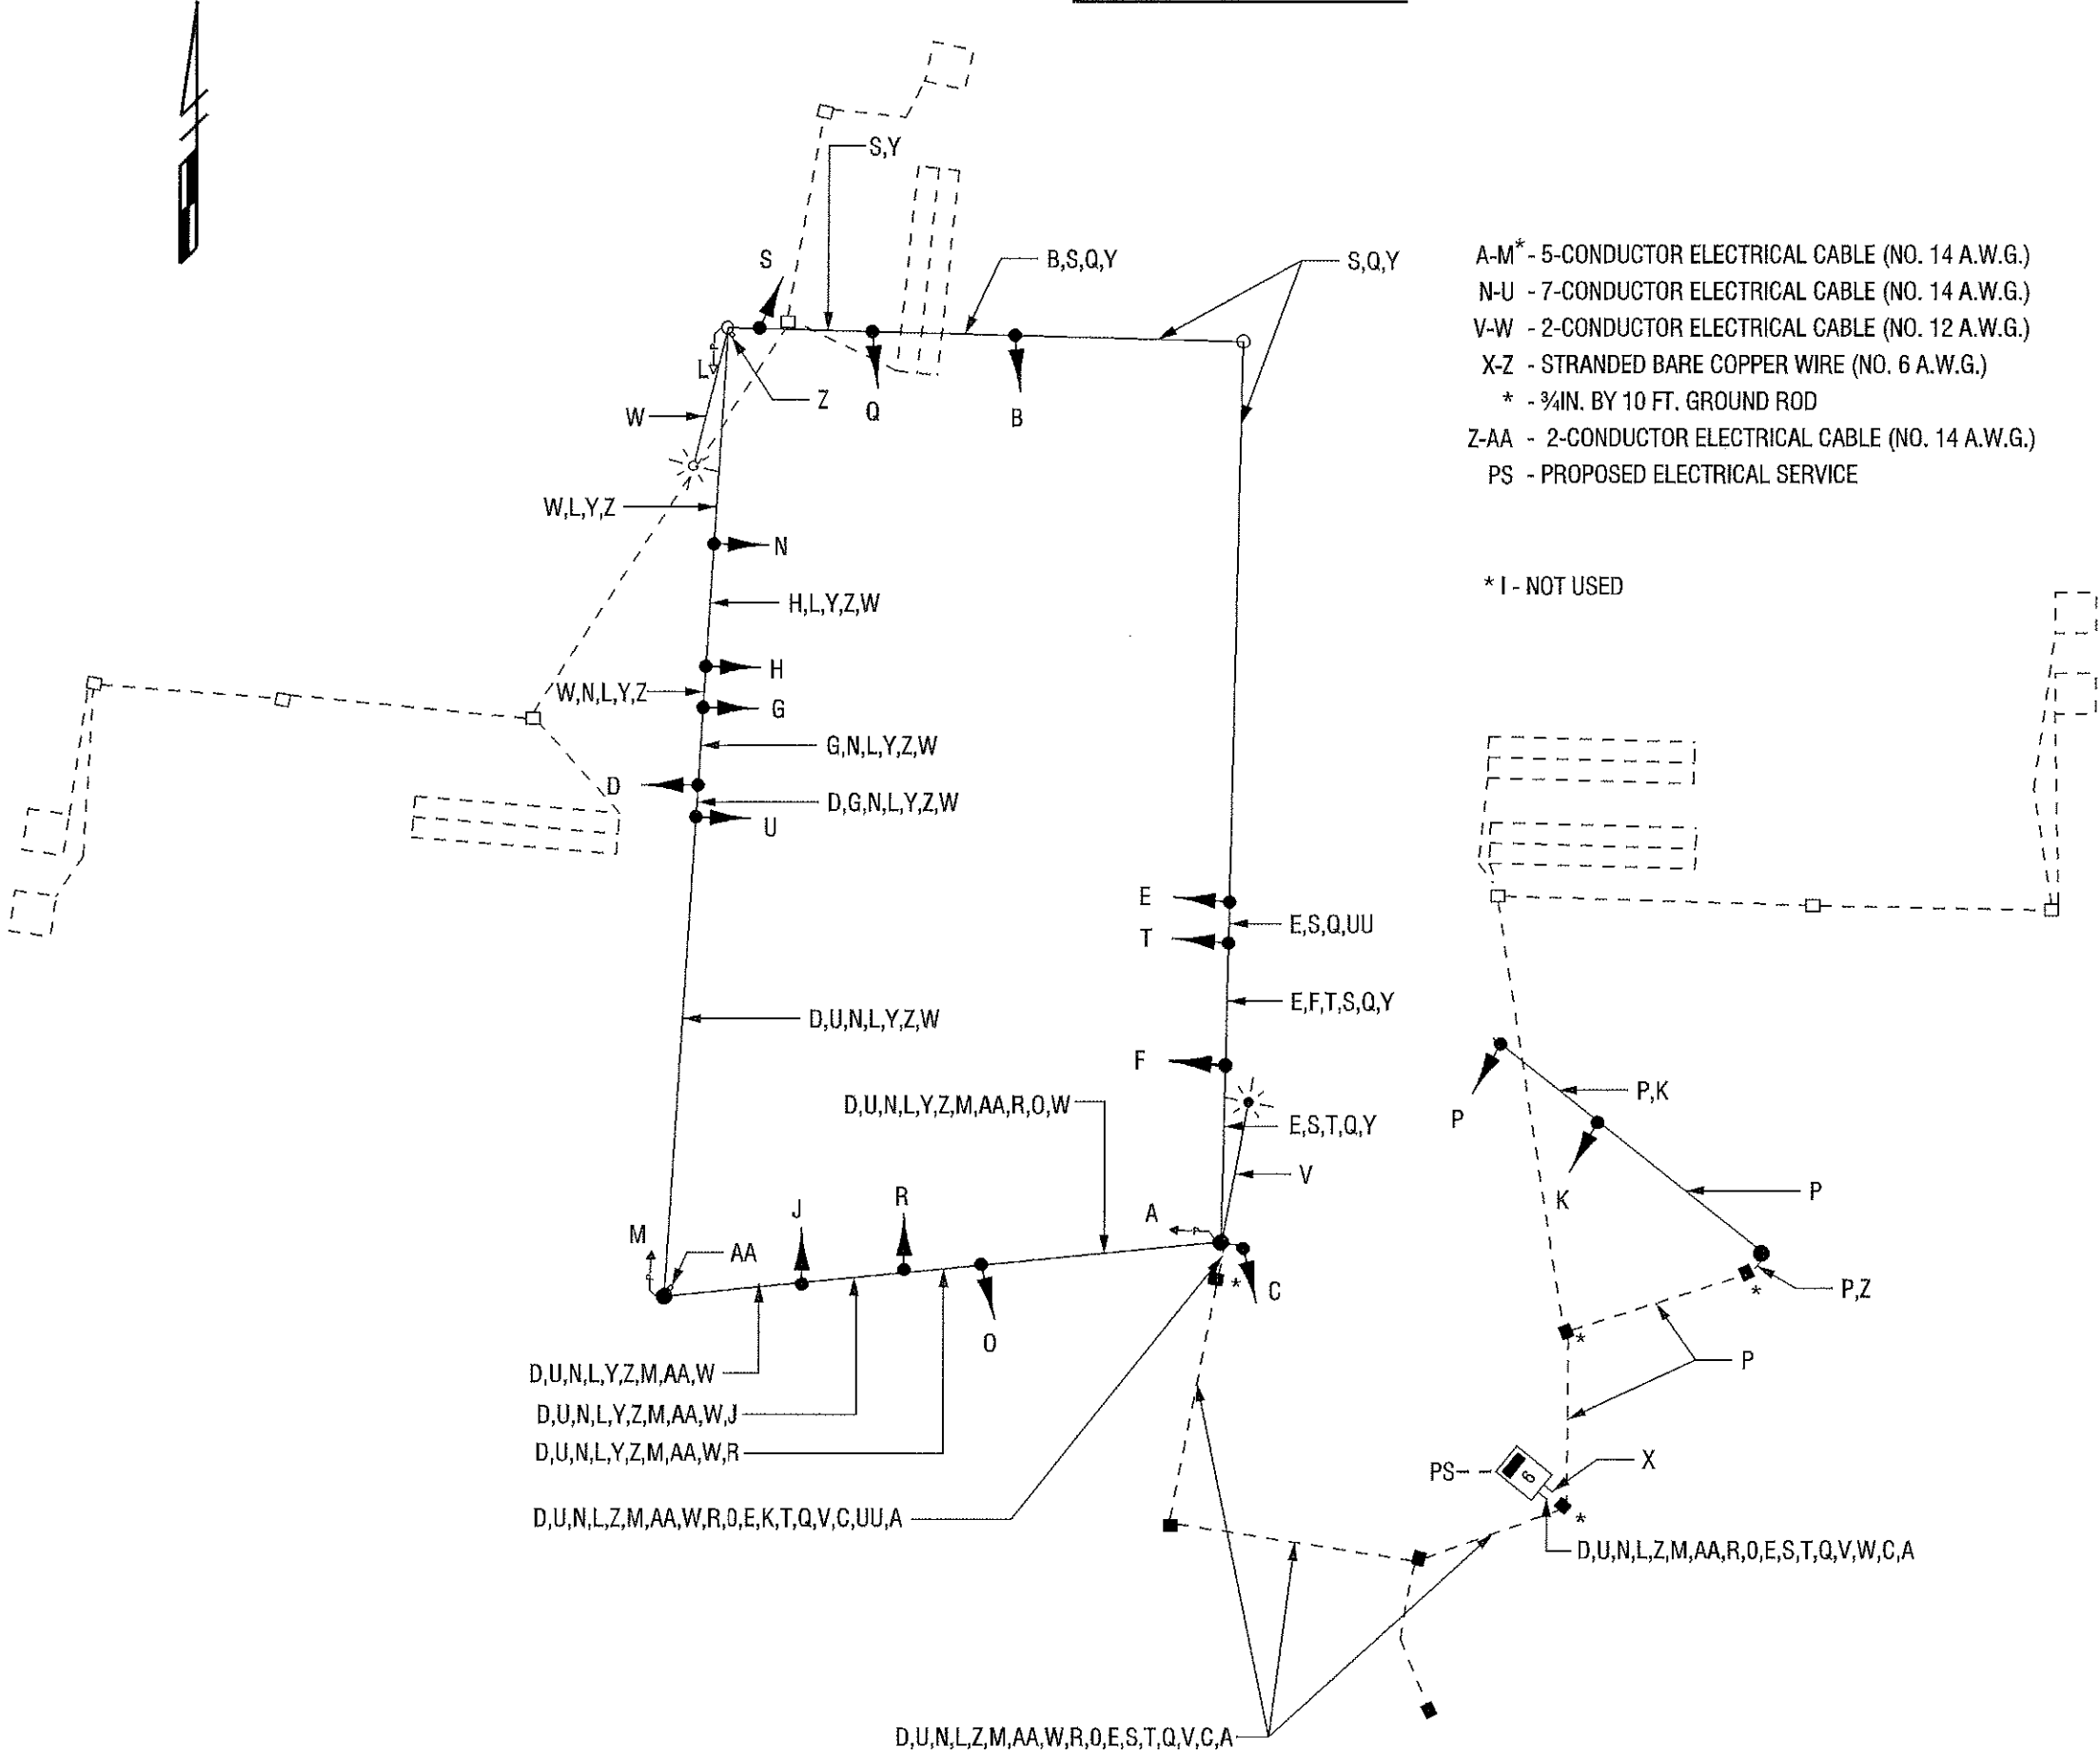 S,Y
S
B,S,Q,Y
S,Q,Y
A-M* - 5-CONDUCTOR ELECTRICAL CABLE (NO. 14 A.W.G.)
N-U - 7-CONDUCTOR ELECTRICAL CABLE (NO. 14 A.W.G.)
V-W - 2-CONDUCTOR ELECTRICAL CABLE (NO. 12 A.W.G.)
X-Z - STRANDED BARE COPPER WIRE (NO. 6 A.W.G.)
* - ¾IN. BY 10 FT. GROUND ROD
Z-AA - 2-CONDUCTOR ELECTRICAL CABLE (NO. 14 A.W.G.)
PS - PROPOSED ELECTRICAL SERVICE
* I - NOT USED
L
Z
Q
B
W
W,L,Y,Z
N
H,L,Y,Z,W
H
W,N,L,Y,Z
G
G,N,L,Y,Z,W
D
D,G,N,L,Y,Z,W
U
E
E,S,Q,UU
T
E,F,T,S,Q,Y
D,U,N,L,Y,Z,W
F
P,K
P
D,U,N,L,Y,Z,M,AA,R,O,W
E,S,T,Q,Y
V
P
K
R
J
A
M
AA
C
*
P,Z
*
O
*
P
D,U,N,L,Y,Z,M,AA,W
D,U,N,L,Y,Z,M,AA,W,J
D,U,N,L,Y,Z,M,AA,W,R
X
PS
6
D,U,N,L,Z,M,AA,W,R,O,E,K,T,Q,V,C,UU,A
*
D,U,N,L,Z,M,AA,R,O,E,S,T,Q,V,W,C,A
D,U,N,L,Z,M,AA,W,R,O,E,S,T,Q,V,C,A